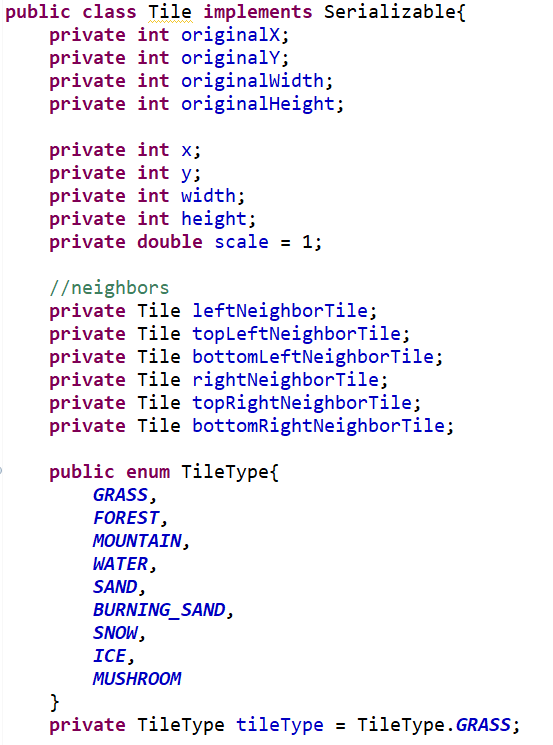 public class Tile implements Serializable{
    private int originalX;
    private int originalY;
    private int originalWidth;
    private int originalHeight;

    private int x;
    private int y;
    private int width;
    private int height;
    private double scale = 1;

    //neighbors
    private Tile leftNeighborTile;
    private Tile topLeftNeighborTile;
    private Tile bottomLeftNeighborTile;
    private Tile rightNeighborTile;
    private Tile topRightNeighborTile;
    private Tile bottomRightNeighborTile;

    public enum TileType{
        GRASS,
        FOREST,
        MOUNTAIN,
        WATER,
        SAND,
        BURNING_SAND,
        SNOW,
        ICE,
        MUSHROOM
    }
    private TileType tileType = TileType.GRASS;